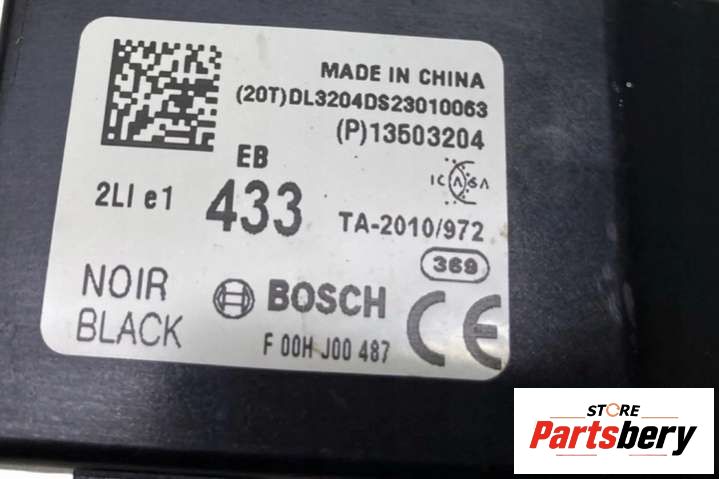 MADE IN CHINA
(20T)DL3204DS23010063
(P)13503204
EB
ICASA
2LI e1
433
TA-2010/972
369
NOIR
BLACK
BOSCH
F 00H J00 487
CE
STORE
Partsbery